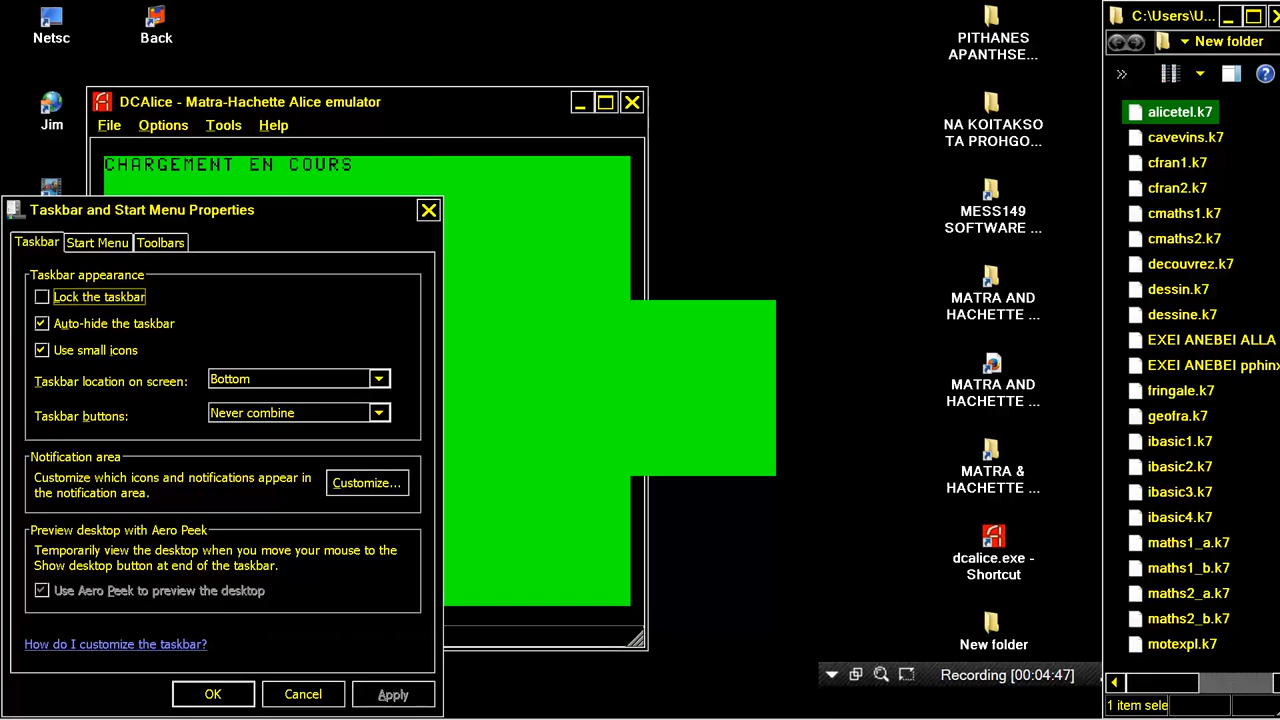 Netsc
Back
Jim
DCAlice - Matra-Hachette Alice emulator
File Options Tools Help
CHARGEMENT EN COURS
Taskbar and Start Menu Properties
Taskbar Start Menu Toolbars
Taskbar appearance
Lock the taskbar
Auto-hide the taskbar
Use small icons
Taskbar location on screen: Bottom
Taskbar buttons: Never combine
Notification area
Customize which icons and notifications appear in
the notification area.
Customize...
Preview desktop with Aero Peek
Temporarily view the desktop when you move your mouse to the
Show desktop button at end of the taskbar.
Use Aero Peek to preview the desktop
How do I customize the taskbar?
OK Cancel Apply
PITHANES
APANTHSE...
NA KOITAKSO
TA PROHGO...
MESS149
SOFTWARE ...
MATRA AND
HACHETTE ...
MATRA AND
HACHETTE ...
MATRA &
HACHETTE ...
dcalice.exe -
Shortcut
New folder
Recording [00:04:47]
C:\Users\U...
New folder
alicetel.k7
cavevins.k7
cfran1.k7
cfran2.k7
cmaths1.k7
cmaths2.k7
decouvrez.k7
dessin.k7
dessine.k7
EXEI ANEBEI ALLA
EXEI ANEBEI pphinx
fringale.k7
geofra.k7
ibasic1.k7
ibasic2.k7
ibasic3.k7
ibasic4.k7
maths1_a.k7
maths1_b.k7
maths2_a.k7
maths2_b.k7
motexpl.k7
1 item sele